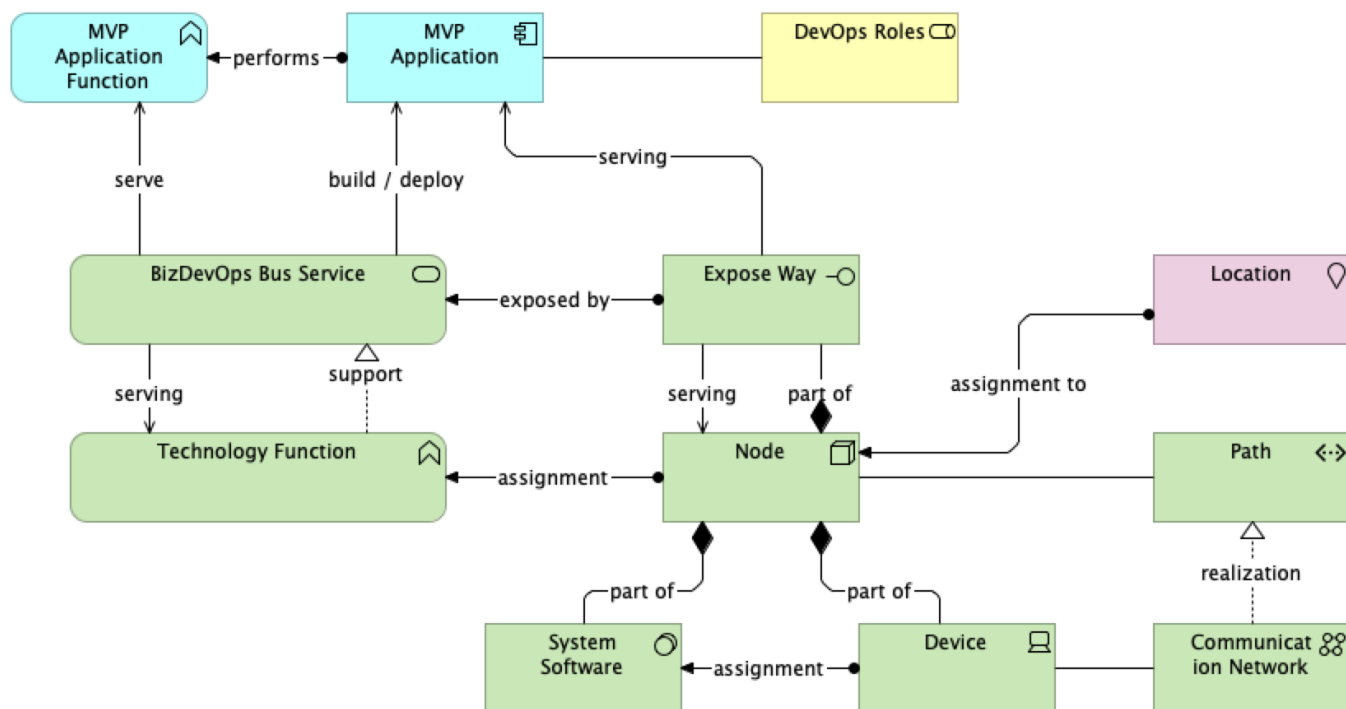 MVP
Application
Function
performs
MVP
Application
DevOps Roles
serve
build / deploy
serving
BizDevOps Bus Service
exposed by
Expose Way
Location
serving
support
serving
part of
assignment to
Technology Function
assignment
Node
Path
part of
part of
realization
System
Software
assignment
Device
Communicat
ion Network